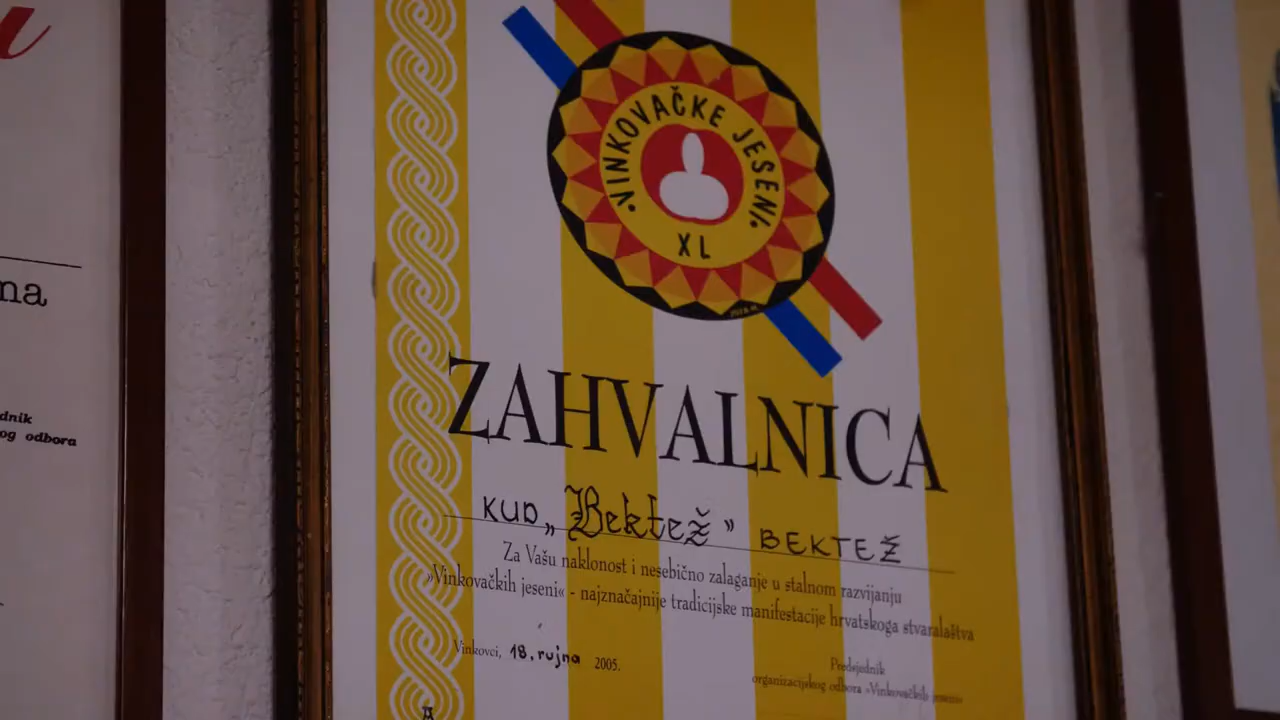 ·VINKOVAČKE JESENI·
XL
ZAHVALNICA
KUD „Bektež” BEKTEŽ
Za Vašu naklonost i nesebično zalaganje u stalnom razvijanju
»Vinkovačkih jeseni« - najznačajnije tradicijske manifestacije hrvatskoga stvaralaštva
Vinkovci, 18. rujna 2005.
Predsjednik
organizacijskog odbora »Vinkovačkih jeseni«
na
dnik
og odbora